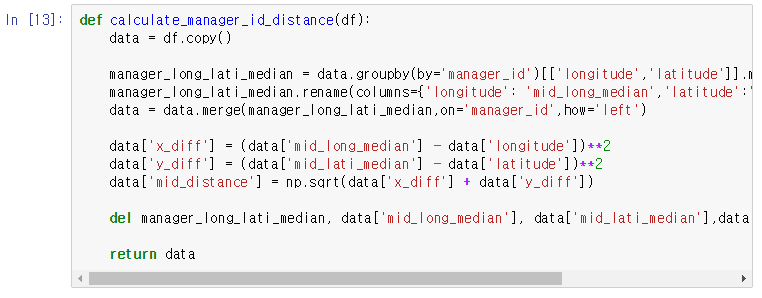 In [13]:
def calculate_manager_id_distance(df):
    data = df.copy()
    manager_long_lati_median = data.groupby(by='manager_id')[['longitude','latitude']].m
    manager_long_lati_median.rename(columns={'longitude': 'mid_long_median','latitude':'
    data = data.merge(manager_long_lati_median,on='manager_id',how='left')
    data['x_diff'] = (data['mid_long_median'] - data['longitude'])**2
    data['y_diff'] = (data['mid_lati_median'] - data['latitude'])**2
    data['mid_distance'] = np.sqrt(data['x_diff'] + data['y_diff'])
    del manager_long_lati_median, data['mid_long_median'], data['mid_lati_median'],data
    return data